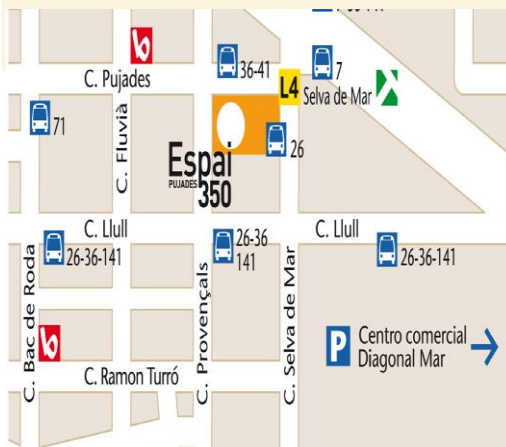 36-41
7
C. Pujades
L4
Selva de Mar
71
C. Fluvià
26
Espai
PUJADES 350
C. Llull
C. Llull
26-36-141
26-36
141
26-36-141
C. Bac de Roda
C. Provençals
C. Selva de Mar
P
Centro comercial
Diagonal Mar
C. Ramon Turró